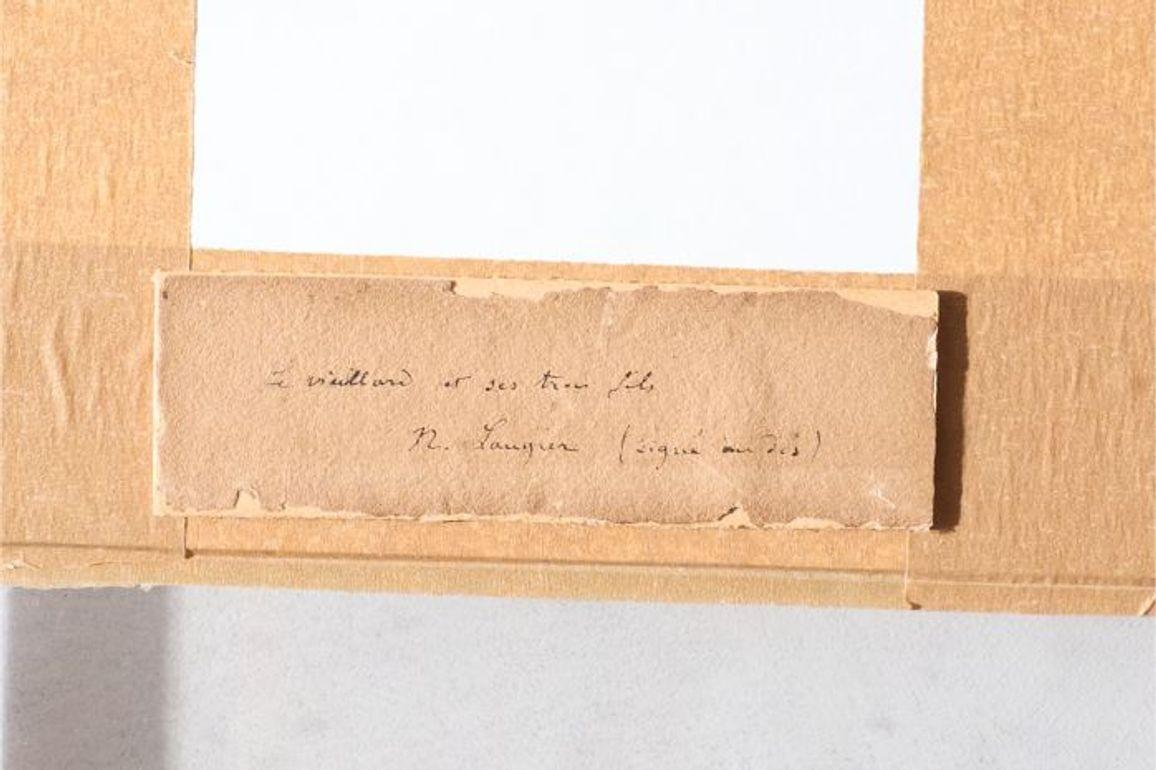 Le vieillard et ses trois fils
N. Laugier (signé au dos)